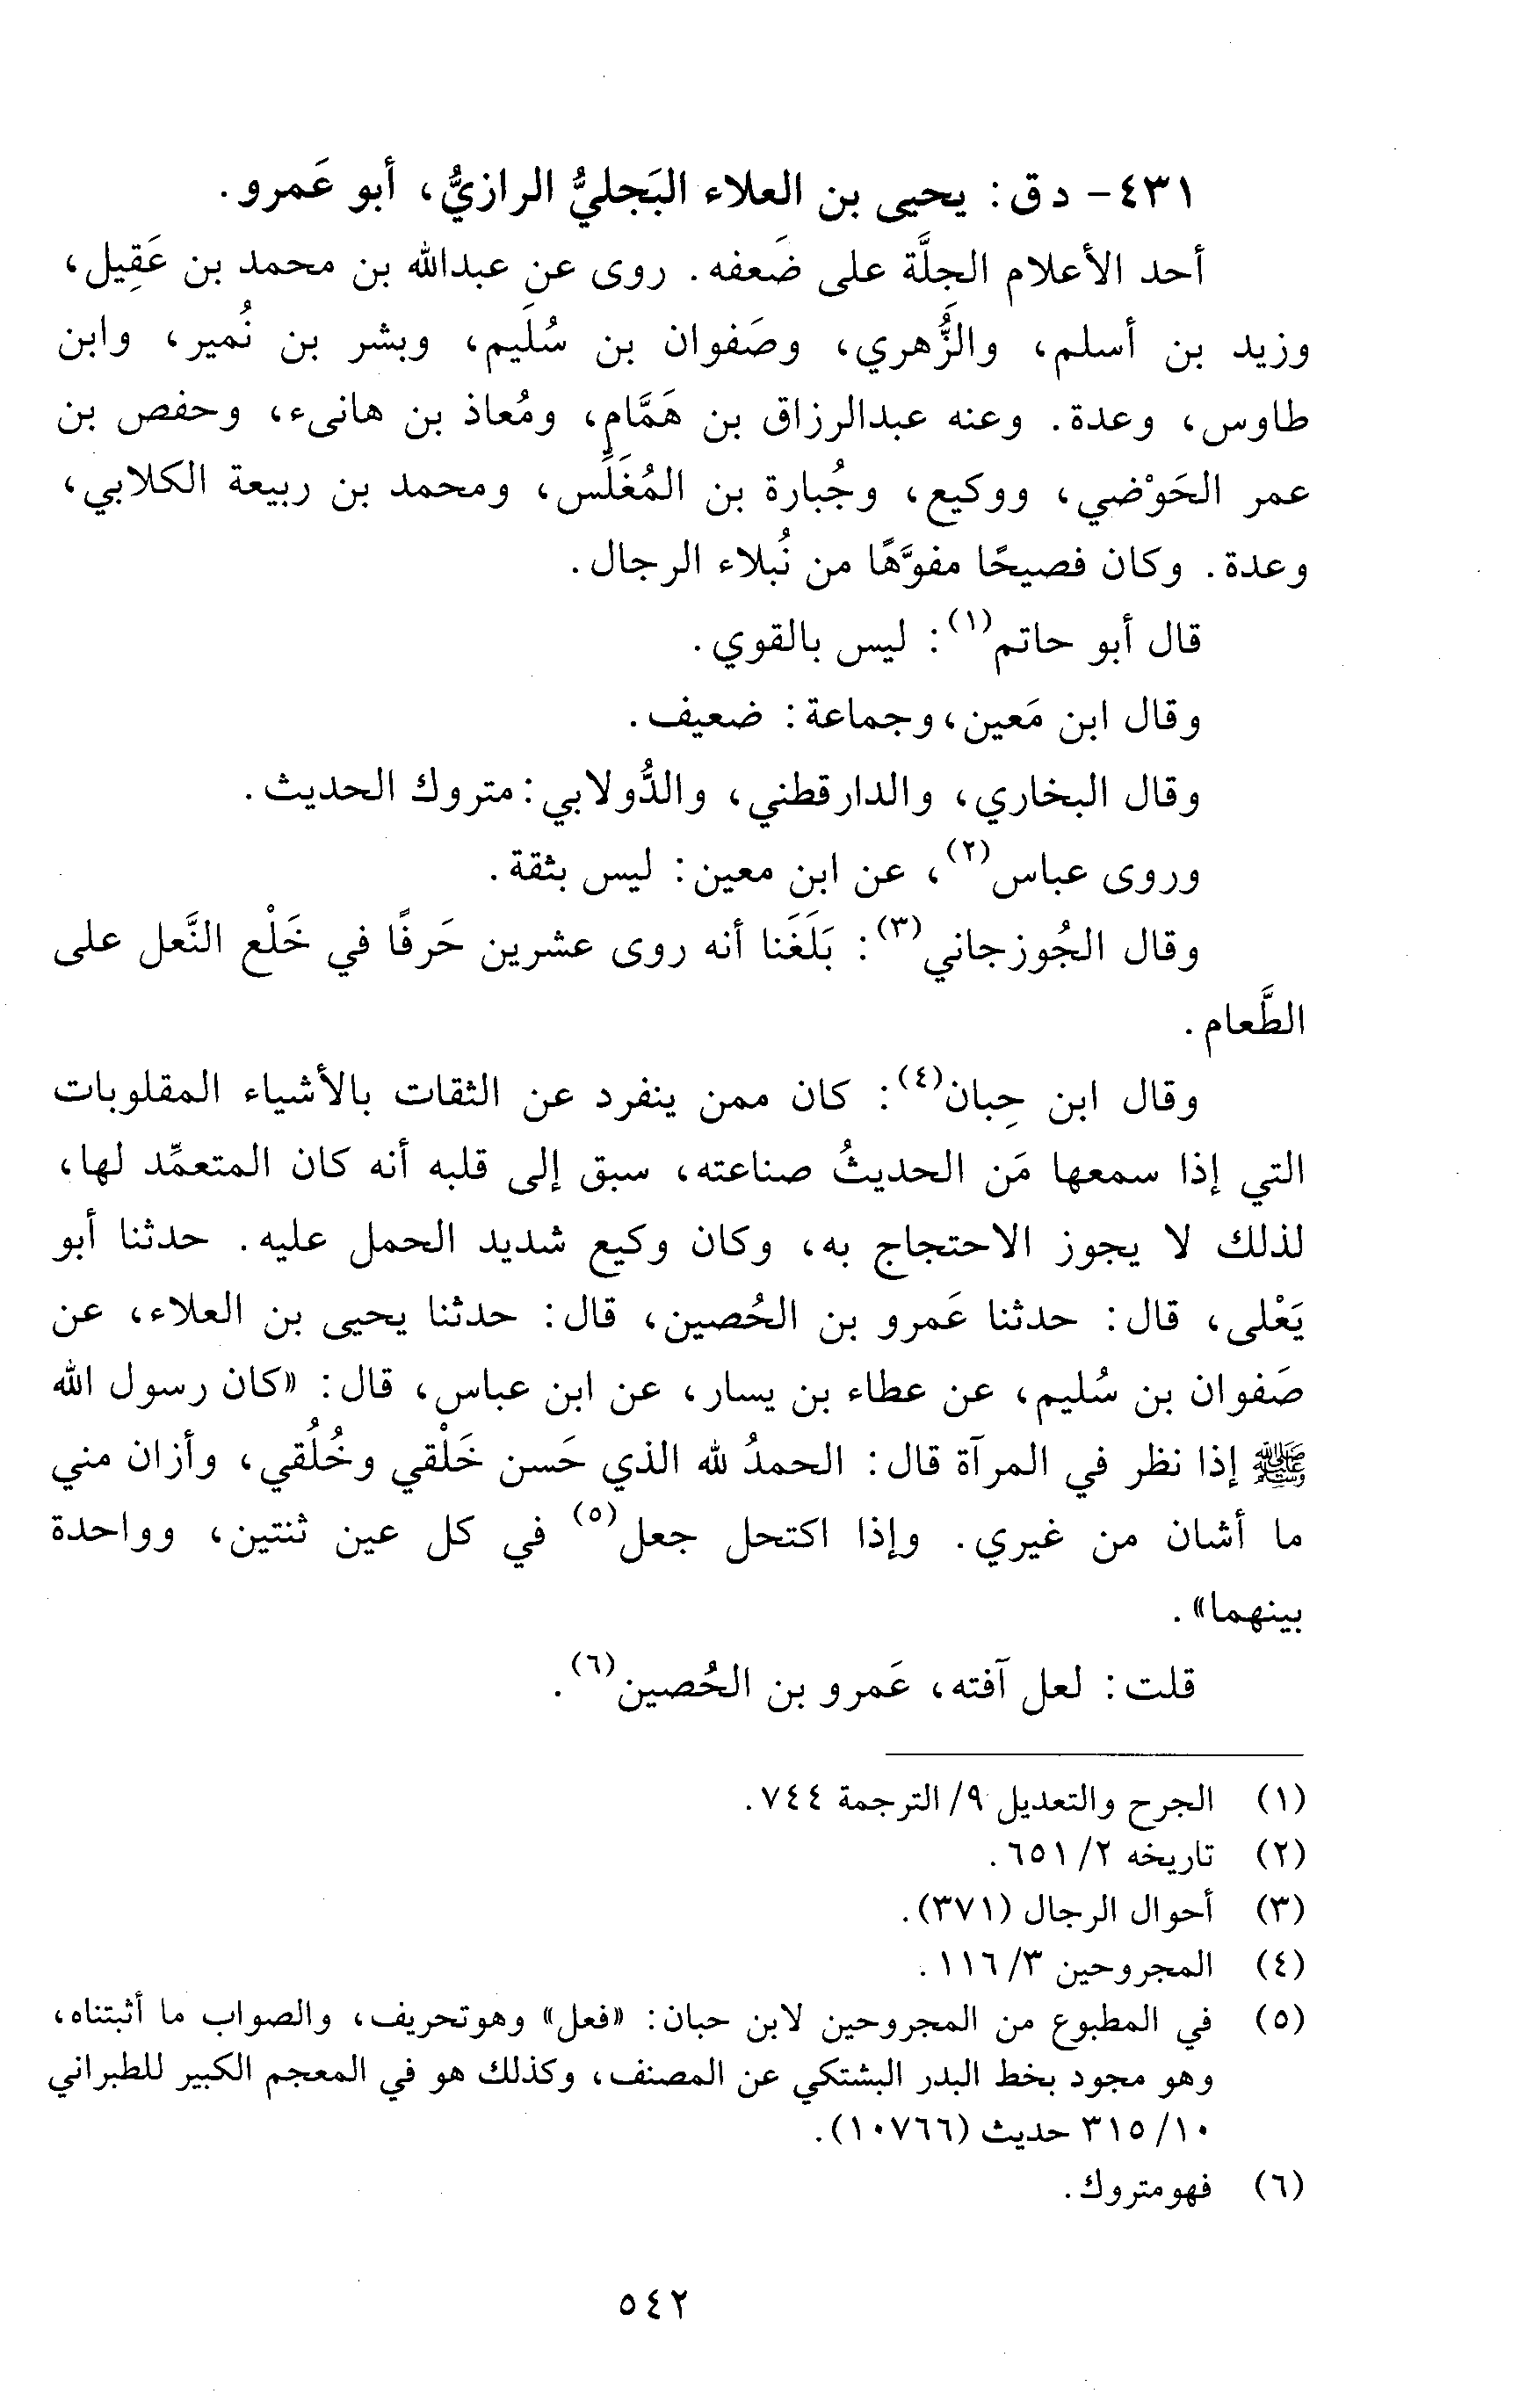 ٤٣١- د ق: يحيى بن العلاء البَجليُّ الرازيُّ، أبو عَمرو.
أحد الأعلام الجِلَّة على ضَعفه. روى عن عبدالله بن محمد بن عَقِيل،
وزيد بن أسلم، والزُّهري، وصَفوان بن سُلَيم، وبشر بن نُمير، وابن
طاوس، وعدة. وعنه عبدالرزاق بن هَمَّام، ومُعاذ بن هانىء، وحفص بن
عمر الحَوْضي، ووكيع، وجُبارة بن المُغَلِّس، ومحمد بن ربيعة الكلابي،
وعدة. وكان فصيحًا مفوَّهًا من نُبلاء الرجال.
قال أبو حاتم(١): ليس بالقوي.
وقال ابن مَعين، وجماعة: ضعيف.
وقال البخاري، والدارقطني، والدُّولابي: متروك الحديث.
وروى عباس(٢)، عن ابن معين: ليس بثقة.
وقال الجُوزجاني(٣): بَلَغَنا أنه روى عشرين حَرفًا في خَلْع النَّعل على
الطَّعام.
وقال ابن حِبان(٤): كان ممن ينفرد عن الثقات بالأشياء المقلوبات
التي إذا سمعها مَن الحديثُ صناعته، سبق إلى قلبه أنه كان المتعمِّد لها،
لذلك لا يجوز الاحتجاج به، وكان وكيع شديد الحمل عليه. حدثنا أبو
يَعْلى، قال: حدثنا عَمرو بن الحُصين، قال: حدثنا يحيى بن العلاء، عن
صَفوان بن سُليم، عن عطاء بن يسار، عن ابن عباس، قال: «كان رسول الله
ﷺ إذا نظر في المرآة قال: الحمدُ لله الذي حَسن خَلْقي وخُلُقي، وأزان مني
ما أشان من غيري. وإذا اكتحل جعل(٥) في كل عين ثنتين، وواحدة
بينهما».
قلت: لعل آفته، عَمرو بن الحُصين(٦).
(١) الجرح والتعديل ٩/ الترجمة ٧٤٤.
(٢) تاريخه ٢/ ٦٥١.
(٣) أحوال الرجال (٣٧١).
(٤) المجروحين ٣/ ١١٦.
(٥) في المطبوع من المجروحين لابن حبان: «فعل» وهوتحريف، والصواب ما أثبتناه،
وهو مجود بخط البدر البشتكي عن المصنف، وكذلك هو في المعجم الكبير للطبراني
١٠/ ٣١٥ حديث (١٠٧٦٦).
(٦) فهومتروك.
٥٤٢